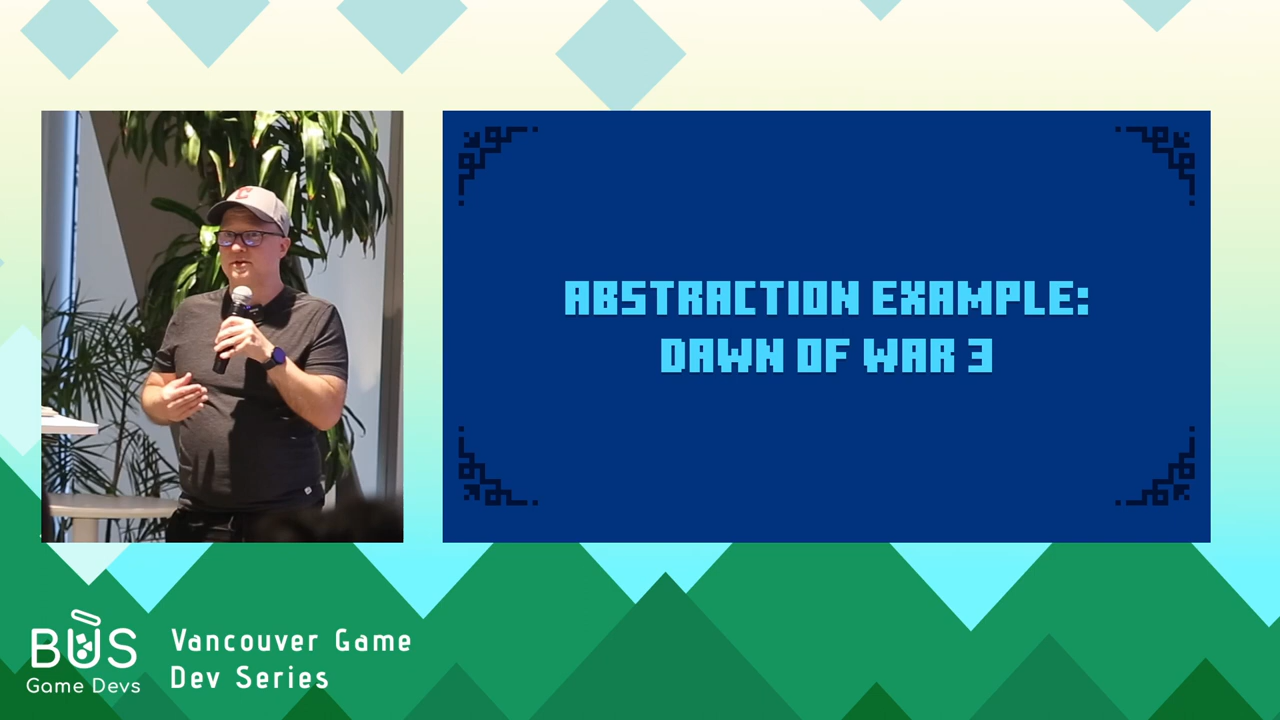 C
ABSTRACTION EXAMPLE:
DAWN OF WAR 3
BUS
Game Devs
Vancouver Game
Dev Series